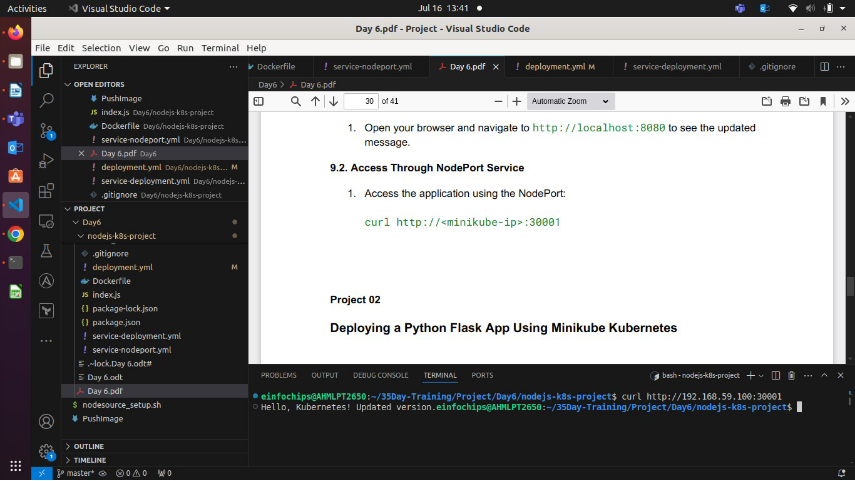 Activities
Visual Studio Code
Jul 16 13:41
Day 6.pdf - Project - Visual Studio Code
File Edit Selection View Go Run Terminal Help
EXPLORER
Dockerfile
service-nodeport.yml
Day 6.pdf
deployment.yml M
service-deployment.yml
.gitignore
OPEN EDITORS
PushImage
index.js Day6/nodejs-k8s-project
Dockerfile Day6/nodejs-k8s-project
service-nodeport.yml Day6/nodejs-k8s...
Day 6.pdf Day6
deployment.yml Day6/nodejs-k8s... M
service-deployment.yml Day6/nodejs-...
.gitignore Day6/nodejs-k8s-project
PROJECT
Day6
nodejs-k8s-project
.gitignore
deployment.yml M
Dockerfile
index.js
package-lock.json
package.json
service-deployment.yml
service-nodeport.yml
.~lock.Day 6.odt#
Day 6.odt
Day 6.pdf
nodesource_setup.sh
PushImage
OUTLINE
TIMELINE
Day6 > Day 6.pdf
30 of 41
Automatic Zoom
1. Open your browser and navigate to http://localhost:8080 to see the updated
message.
9.2. Access Through NodePort Service
1. Access the application using the NodePort:
curl http://<minikube-ip>:30001
Project 02
Deploying a Python Flask App Using Minikube Kubernetes
PROBLEMS OUTPUT DEBUG CONSOLE TERMINAL PORTS
bash - nodejs-k8s-project
einfochips@AHMLPT2650:~/35Day-Training/Project/Day6/nodejs-k8s-project$ curl http://192.168.59.100:30001
Hello, Kubernetes! Updated version.einfochips@AHMLPT2650:~/35Day-Training/Project/Day6/nodejs-k8s-project$
master* 0 0 0